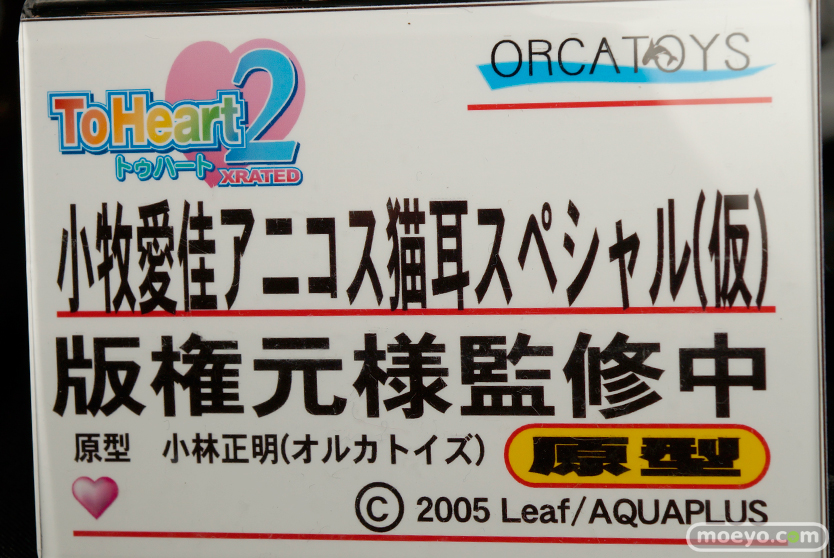 ORCATOYS
ToHeart2
トゥハート
XRATED
小牧愛佳アニコス猫耳スペシャル(仮)
版権元様監修中
原型 小林正明(オルカトイズ)
原型
© 2005 Leaf/AQUAPLUS
moeyo.com